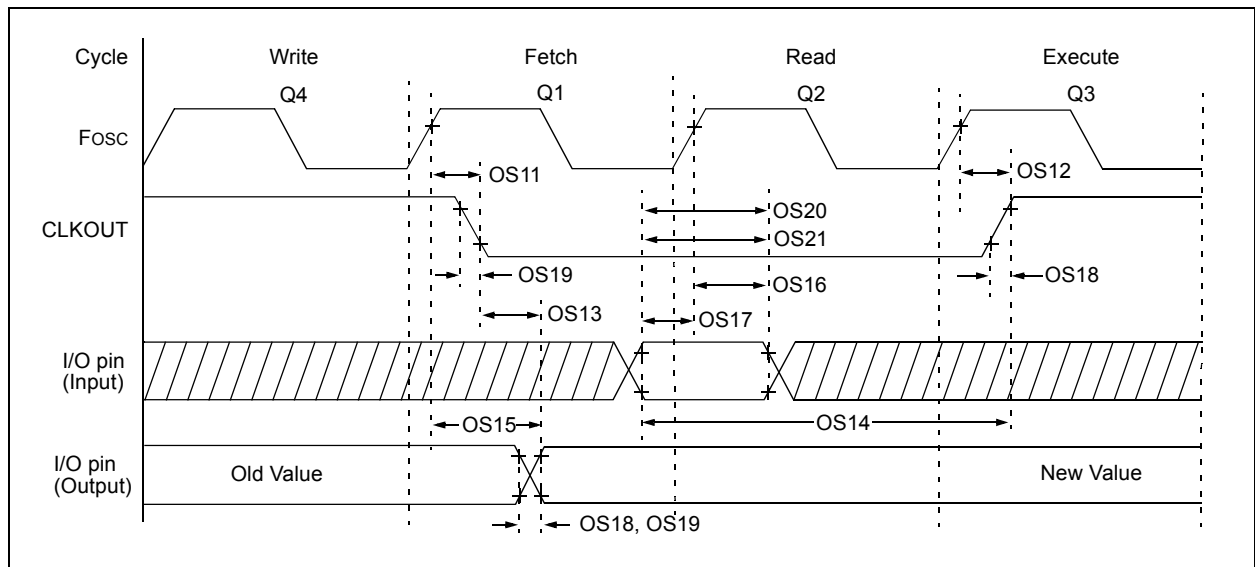 Cycle Write Fetch Read Execute
Q4 Q1 Q2 Q3
FOSC
OS11 OS12
OS20
CLKOUT
OS21
OS19 OS16 OS18
OS13 OS17
I/O pin
(Input)
OS15 OS14
I/O pin
(Output)
Old Value New Value
OS18, OS19